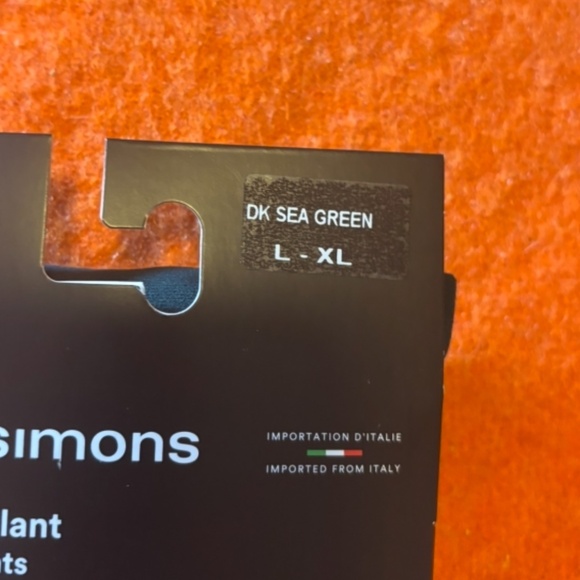 DK SEA GREEN
L - XL
simons
IMPORTATION D'ITALIE
IMPORTED FROM ITALY
lant
ts